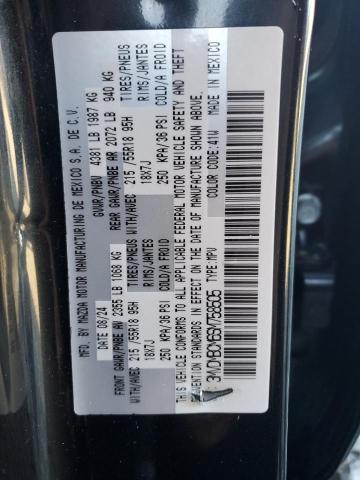 MFD. BY MAZDA MOTOR MANUFACTURING DE MEXICO S.A. DE C.V.
DATE 08/24 GVWR/PNBV 4381 LB 1987 KG
FRONT GAWR/PNBE AV 2355 LB 1068 KG REAR GAWR/PNBE AR 2072 LB 940 KG
WITH/AVEC 215/55R18 95H TIRES/PNEUS WITH/AVEC 215/55R18 95H TIRES/PNEUS
18X7J RIMS/JANTES 18X7J RIMS/JANTES
250 KPA/36 PSI COLD/A FROID 250 KPA/36 PSI COLD/A FROID
VEHICLE CONFORMS TO ALL APPLICABLE FEDERAL MOTOR VEHICLE SAFETY AND THEFT
STANDARDS IN EFFECT ON THE DATE OF MANUFACTURE SHOWN ABOVE.
TYPE:MPV COLOR CODE:41W MADE IN MEXICO